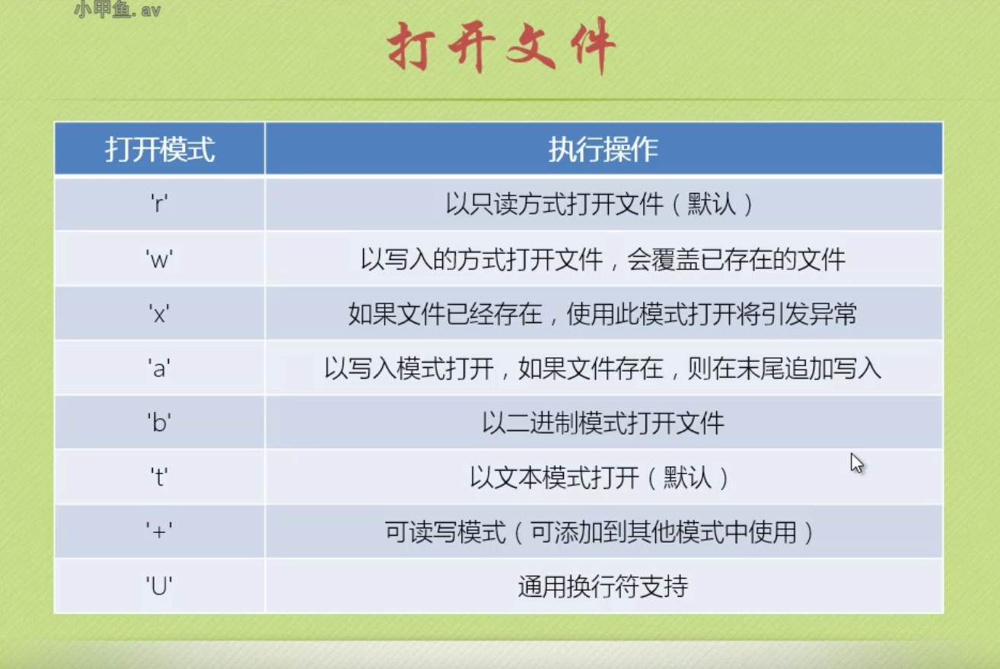 小甲鱼.av
打开文件
打开模式 执行操作
'r' 以只读方式打开文件（默认）
'w' 以写入的方式打开文件，会覆盖已存在的文件
'x' 如果文件已经存在，使用此模式打开将引发异常
'a' 以写入模式打开，如果文件存在，则在末尾追加写入
'b' 以二进制模式打开文件
't' 以文本模式打开（默认）
'+' 可读写模式（可添加到其他模式中使用）
'U' 通用换行符支持